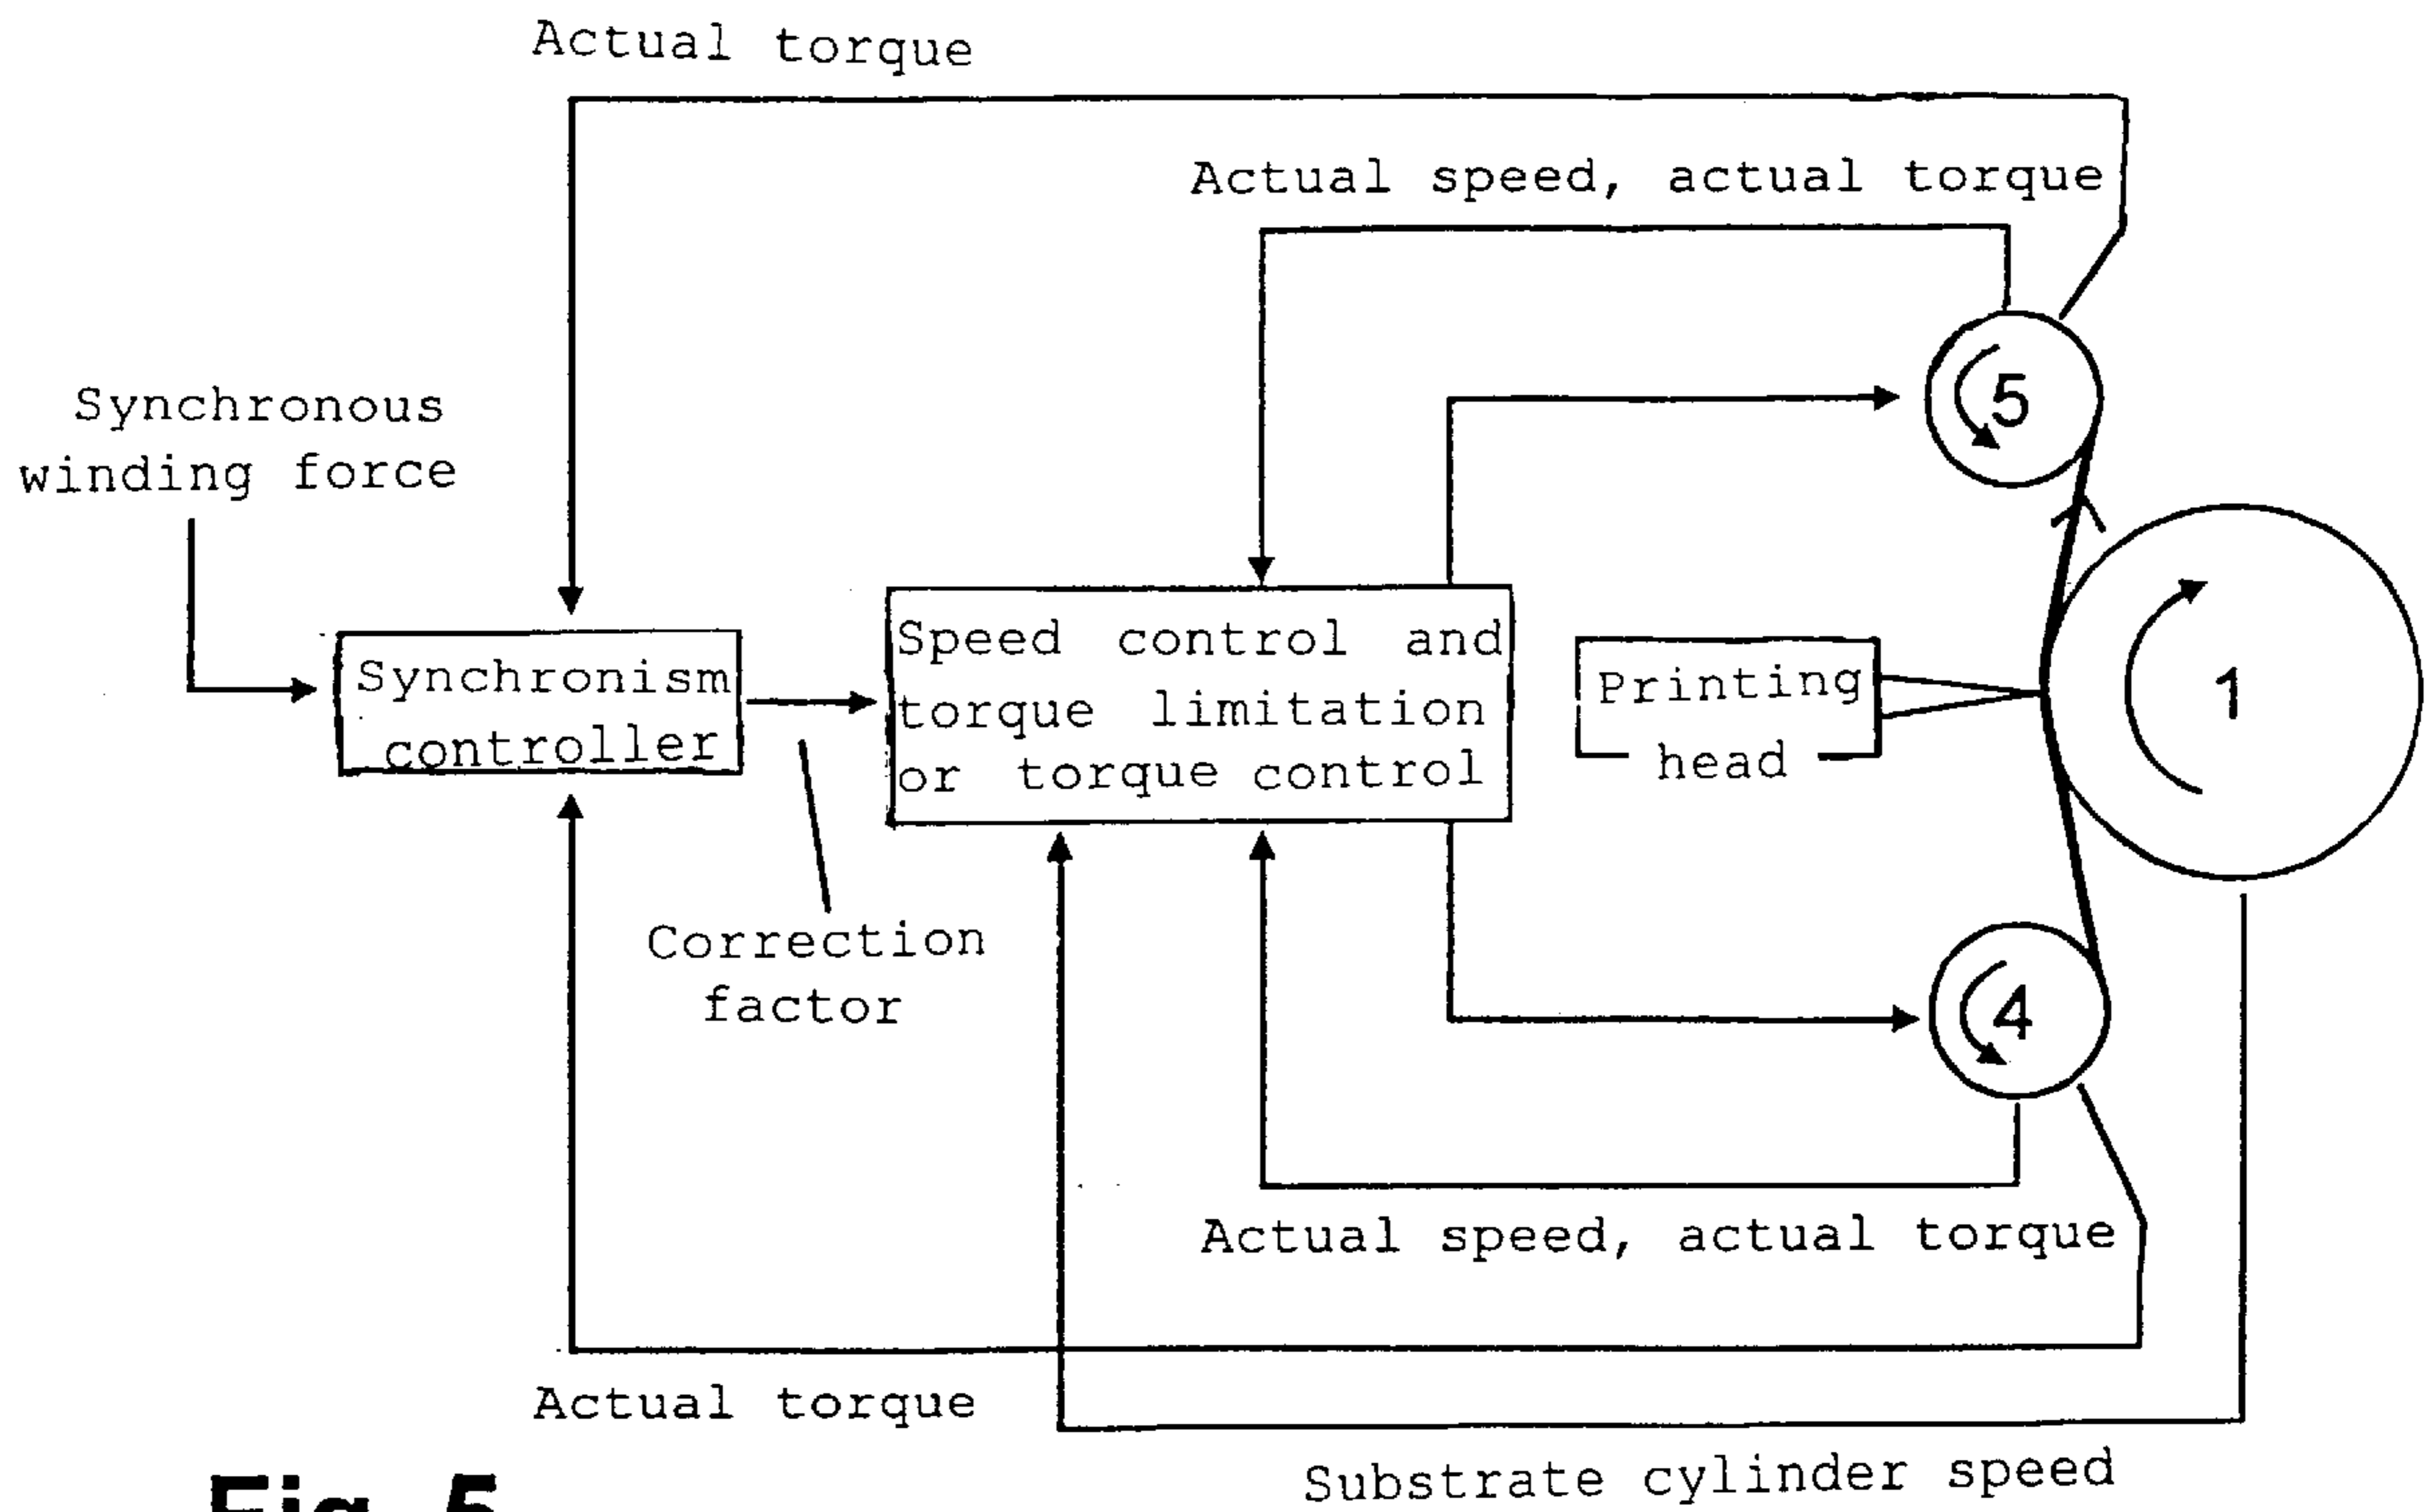 Actual torque
Actual speed, actual torque
5
Synchronous
winding force
Synchronism
controller
Speed control and
torque limitation
or torque control
Printing
head
1
Correction
factor
4
Actual speed, actual torque
Actual torque
Substrate cylinder speed
Fig. 5